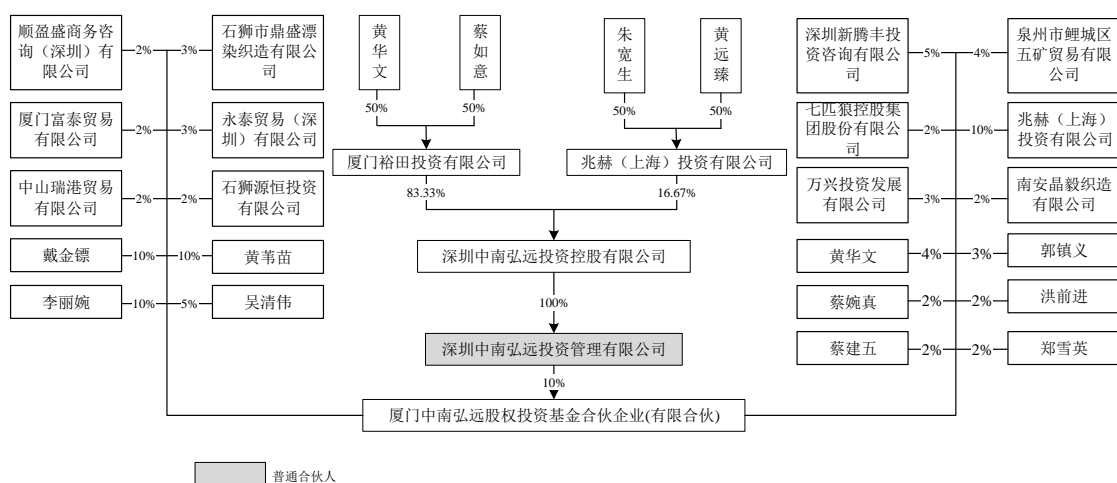 顺盈盛商务咨
询（深圳）有
限公司
2%
3%
石狮市鼎盛漂
染织造有限公
司
厦门富泰贸易
有限公司
2%
3%
永泰贸易（深
圳）有限公司
中山瑞港贸易
有限公司
2%
2%
石狮源恒投资
有限公司
戴金镖
10%
10%
黄苇苗
李丽婉
10%
5%
吴清伟
黄华文
蔡如意
朱宽生
黄远臻
50%
50%
50%
50%
厦门裕田投资有限公司
兆赫（上海）投资有限公司
83.33%
16.67%
深圳中南弘远投资控股有限公司
100%
深圳中南弘远投资管理有限公司
10%
厦门中南弘远股权投资基金合伙企业(有限合伙)
深圳新腾丰投
资咨询有限公
司
5%
4%
泉州市鲤城区
五矿贸易有限
公司
七匹狼控股集
团股份有限公
司
2%
10%
兆赫（上海）
投资有限公司
万兴投资发展
有限公司
3%
2%
南安晶毅织造
有限公司
黄华文
4%
3%
郭镇义
蔡婉真
2%
2%
洪前进
蔡建五
2%
2%
郑雪英
普通合伙人